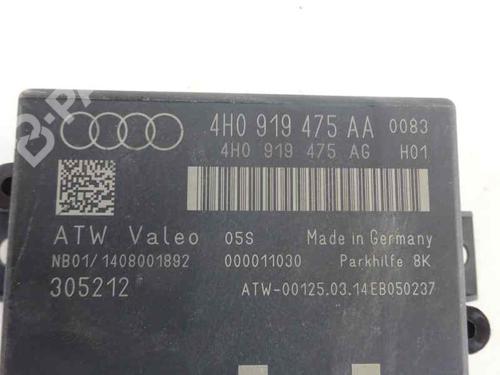 4H0 919 475 AA 0083
4H0 919 475 AG H01
ATW Valeo 05S Made in Germany
NB01/1408001892 000011030 Parkhilfe 8K
305212 ATW-00125.03.14EB050237
B-PA